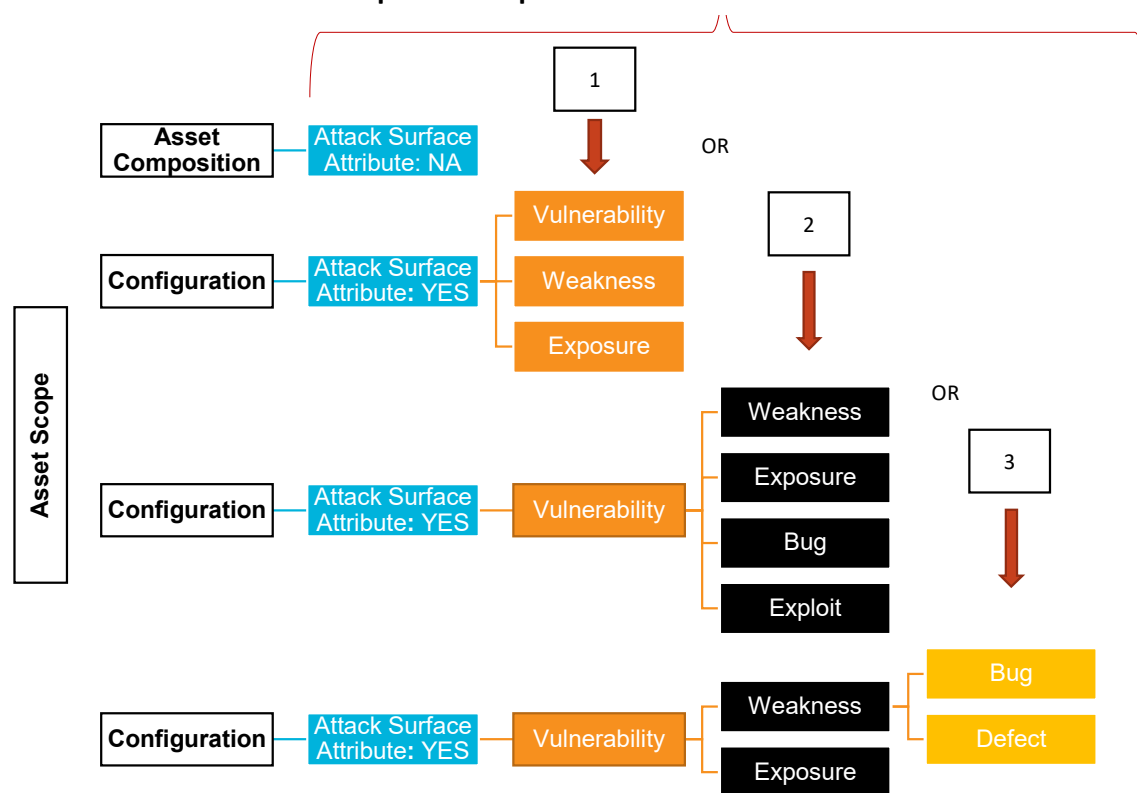 1
Asset
Composition
Attack Surface
Attribute: NA
OR
Vulnerability
2
Configuration
Attack Surface
Attribute: YES
Weakness
Exposure
Asset Scope
Weakness
OR
Exposure
3
Configuration
Attack Surface
Attribute: YES
Vulnerability
Bug
Exploit
Bug
Configuration
Attack Surface
Attribute: YES
Vulnerability
Weakness
Defect
Exposure